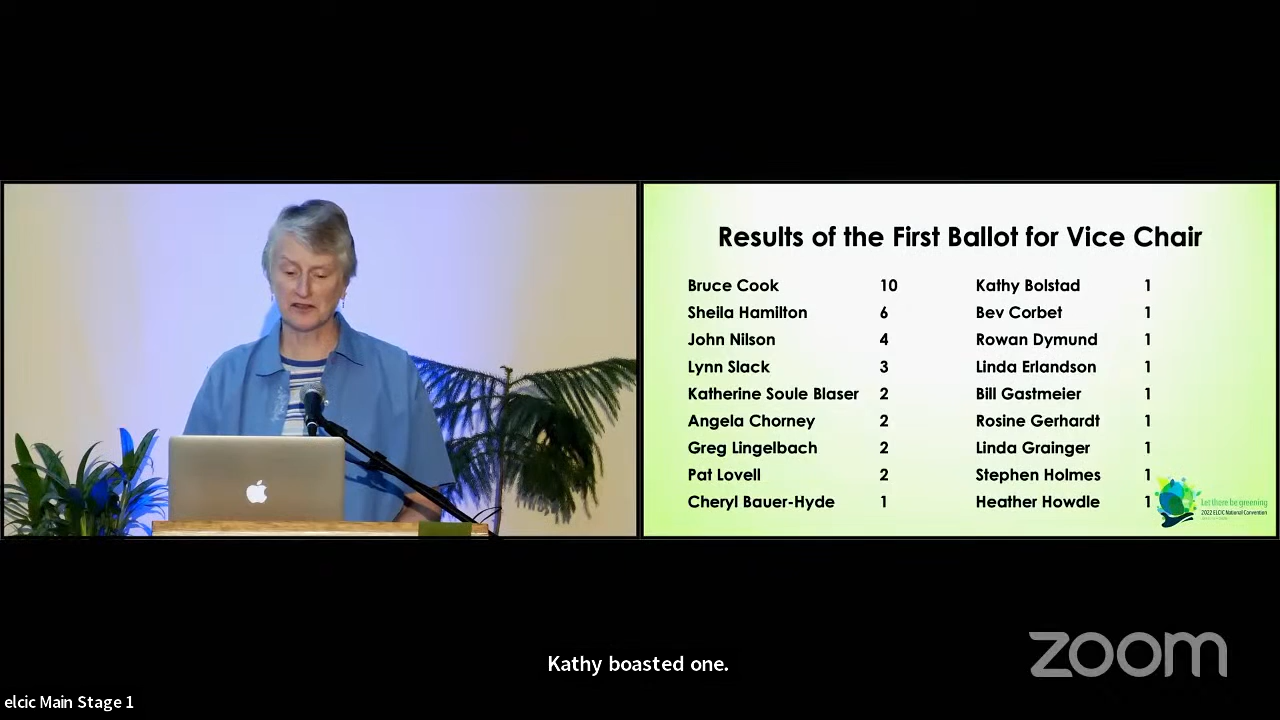 Results of the First Ballot for Vice Chair
Bruce Cook 10
Sheila Hamilton 6
John Nilson 4
Lynn Slack 3
Katherine Soule Blaser 2
Angela Chorney 2
Greg Lingelbach 2
Pat Lovell 2
Cheryl Bauer-Hyde 1
Kathy Bolstad 1
Bev Corbet 1
Rowan Dymund 1
Linda Erlandson 1
Bill Gastmeier 1
Rosine Gerhardt 1
Linda Grainger 1
Stephen Holmes 1
Heather Howdle 1
Let there be greening
2022 ELCIC National Convention
Kathy boasted one.
zoom
elcic Main Stage 1